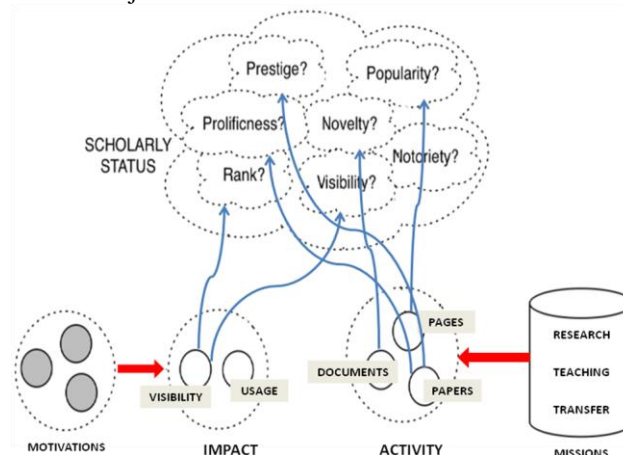 Prestige?
Popularity?
Prolificness?
Novelty?
SCHOLARLY
STATUS
Notoriety?
Rank?
Visibility?
PAGES
RESEARCH
DOCUMENTS
TEACHING
VISIBILITY
USAGE
PAPERS
TRANSFER
MOTIVATIONS
IMPACT
ACTIVITY
MISSIONS